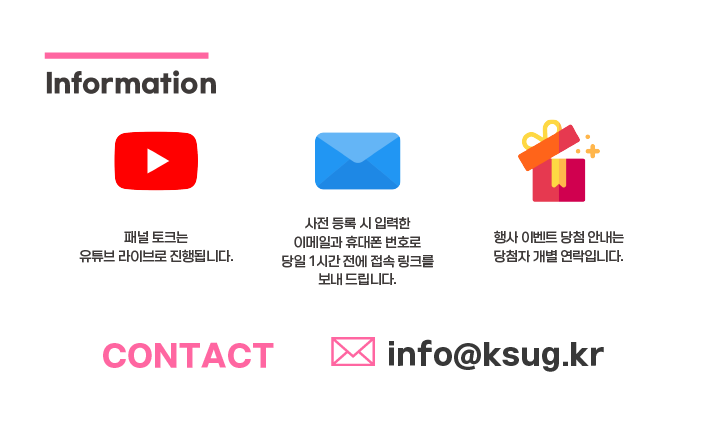 Information
패널 토크는
유튜브 라이브로 진행됩니다.
사전 등록 시 입력한
이메일과 휴대폰 번호로
당일 1시간 전에 접속 링크를
보내 드립니다.
행사 이벤트 당첨 안내는
당첨자 개별 연락입니다.
CONTACT
info@ksug.kr